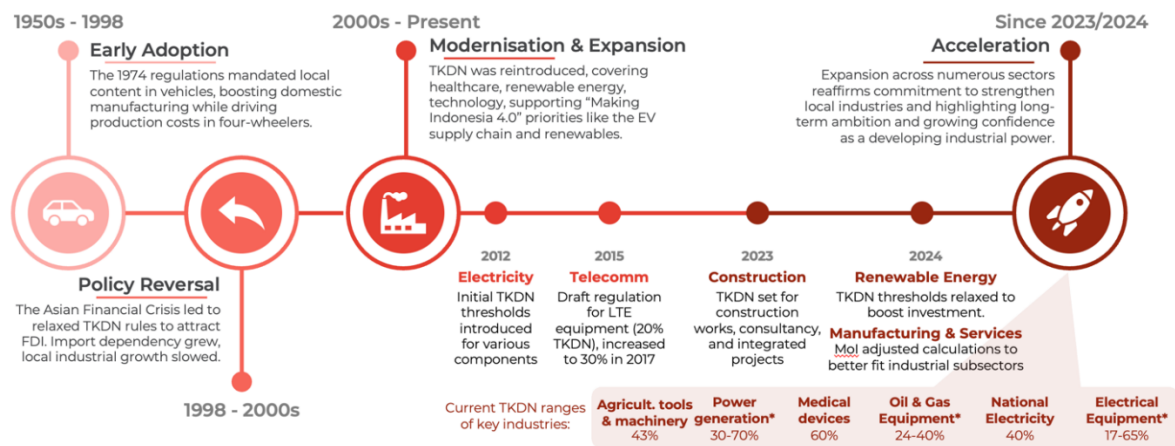 1950s - 1998
Early Adoption
The 1974 regulations mandated local
content in vehicles, boosting domestic
manufacturing while driving
production costs in four-wheelers.
Policy Reversal
The Asian Financial Crisis led to
relaxed TKDN rules to attract
FDI. Import dependency grew,
local industrial growth slowed.
1998 - 2000s
2000s - Present
Modernisation & Expansion
TKDN was reintroduced, covering
healthcare, renewable energy,
technology, supporting “Making
Indonesia 4.0” priorities like the EV
supply chain and renewables.
2012
Electricity
Initial TKDN
thresholds
introduced
for various
components
2015
Telecomm
Draft regulation
for LTE
equipment (20%
TKDN), increased
to 30% in 2017
2023
Construction
TKDN set for
construction
works, consultancy,
and integrated
projects
2024
Renewable Energy
TKDN thresholds relaxed to
boost investment.
Manufacturing & Services
MoI adjusted calculations to
better fit industrial subsectors
Since 2023/2024
Acceleration
Expansion across numerous sectors
reaffirms commitment to strengthen
local industries and highlighting long-
term ambition and growing confidence
as a developing industrial power.
Current TKDN ranges
of key industries:
Agricult. tools
& machinery
43%
Power
generation*
30-70%
Medical
devices
60%
Oil & Gas
Equipment*
24-40%
National
Electricity
40%
Electrical
Equipment*
17-65%